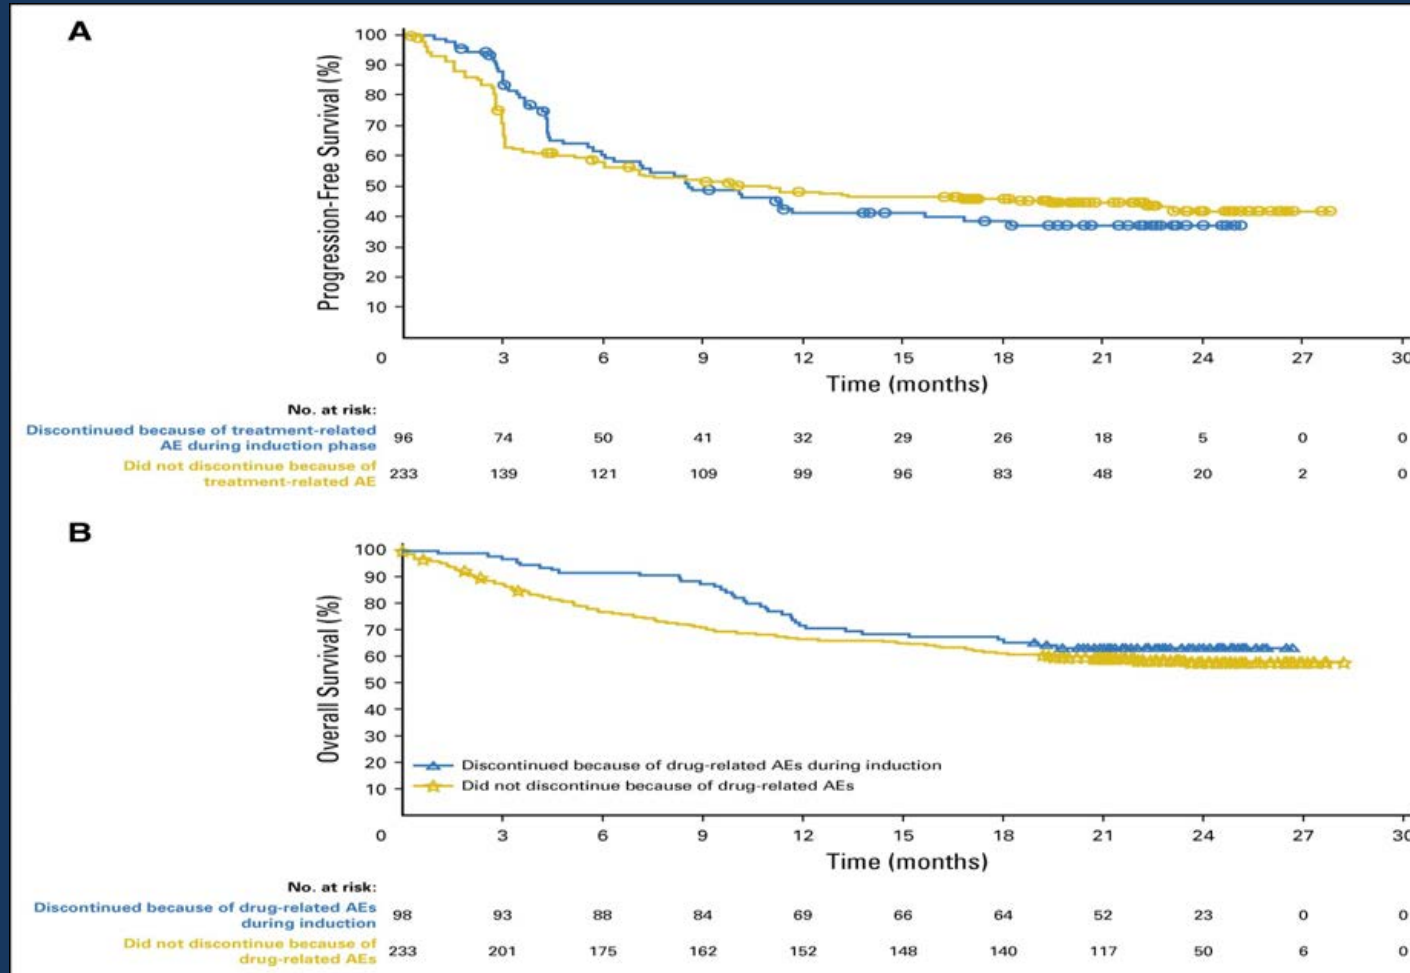 A
Progression-Free Survival (%)
100
90
80
70
60
50
40
30
20
10
0 3 6 9 12 15 18 21 24 27 30
Time (months)
No. at risk:
Discontinued because of treatment-related
AE during induction phase
96 74 50 41 32 29 26 18 5 0 0
Did not discontinue because of
treatment-related AE
233 139 121 109 99 96 83 48 20 2 0
B
Overall Survival (%)
100
90
80
70
60
50
40
30
20
10
Discontinued because of drug-related AEs during induction
Did not discontinue because of drug-related AEs
0 3 6 9 12 15 18 21 24 27 30
Time (months)
No. at risk:
Discontinued because of drug-related AEs
during induction
98 93 88 84 69 66 64 52 23 0 0
Did not discontinue because of
drug-related AEs
233 201 175 162 152 148 140 117 50 6 0